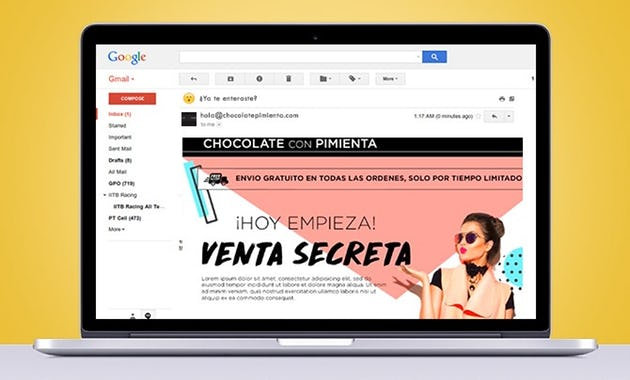 Google
Gmail
More
1
COMPOSE
¿Ya te enteraste?
Inbox (1)
hola@chocolatepimienta.com
1:17 AM (0 minutes ago)
to me
Starred
Important
Sent Mail
Drafts (8)
All Mail
GPO (719)
IITB Racing
IITB Racing All Te...
PT Cell (473)
More
CHOCOLATE CON PIMIENTA
ENVIO GRATUITO EN TODAS LAS ORDENES, SOLO POR TIEMPO LIMITADO
¡HOY EMPIEZA!
VENTA SECRETA
Lorem ipsum dolor sit amet, consectetur adipisicing elit, sed do
eiusmod tempor incididunt ut labore et dolore magna aliqua. Ut enim
ad minim veniam, quis nostrud exercitation ullamco laboris nisi ut aliquip
ex ea commodo consequat.